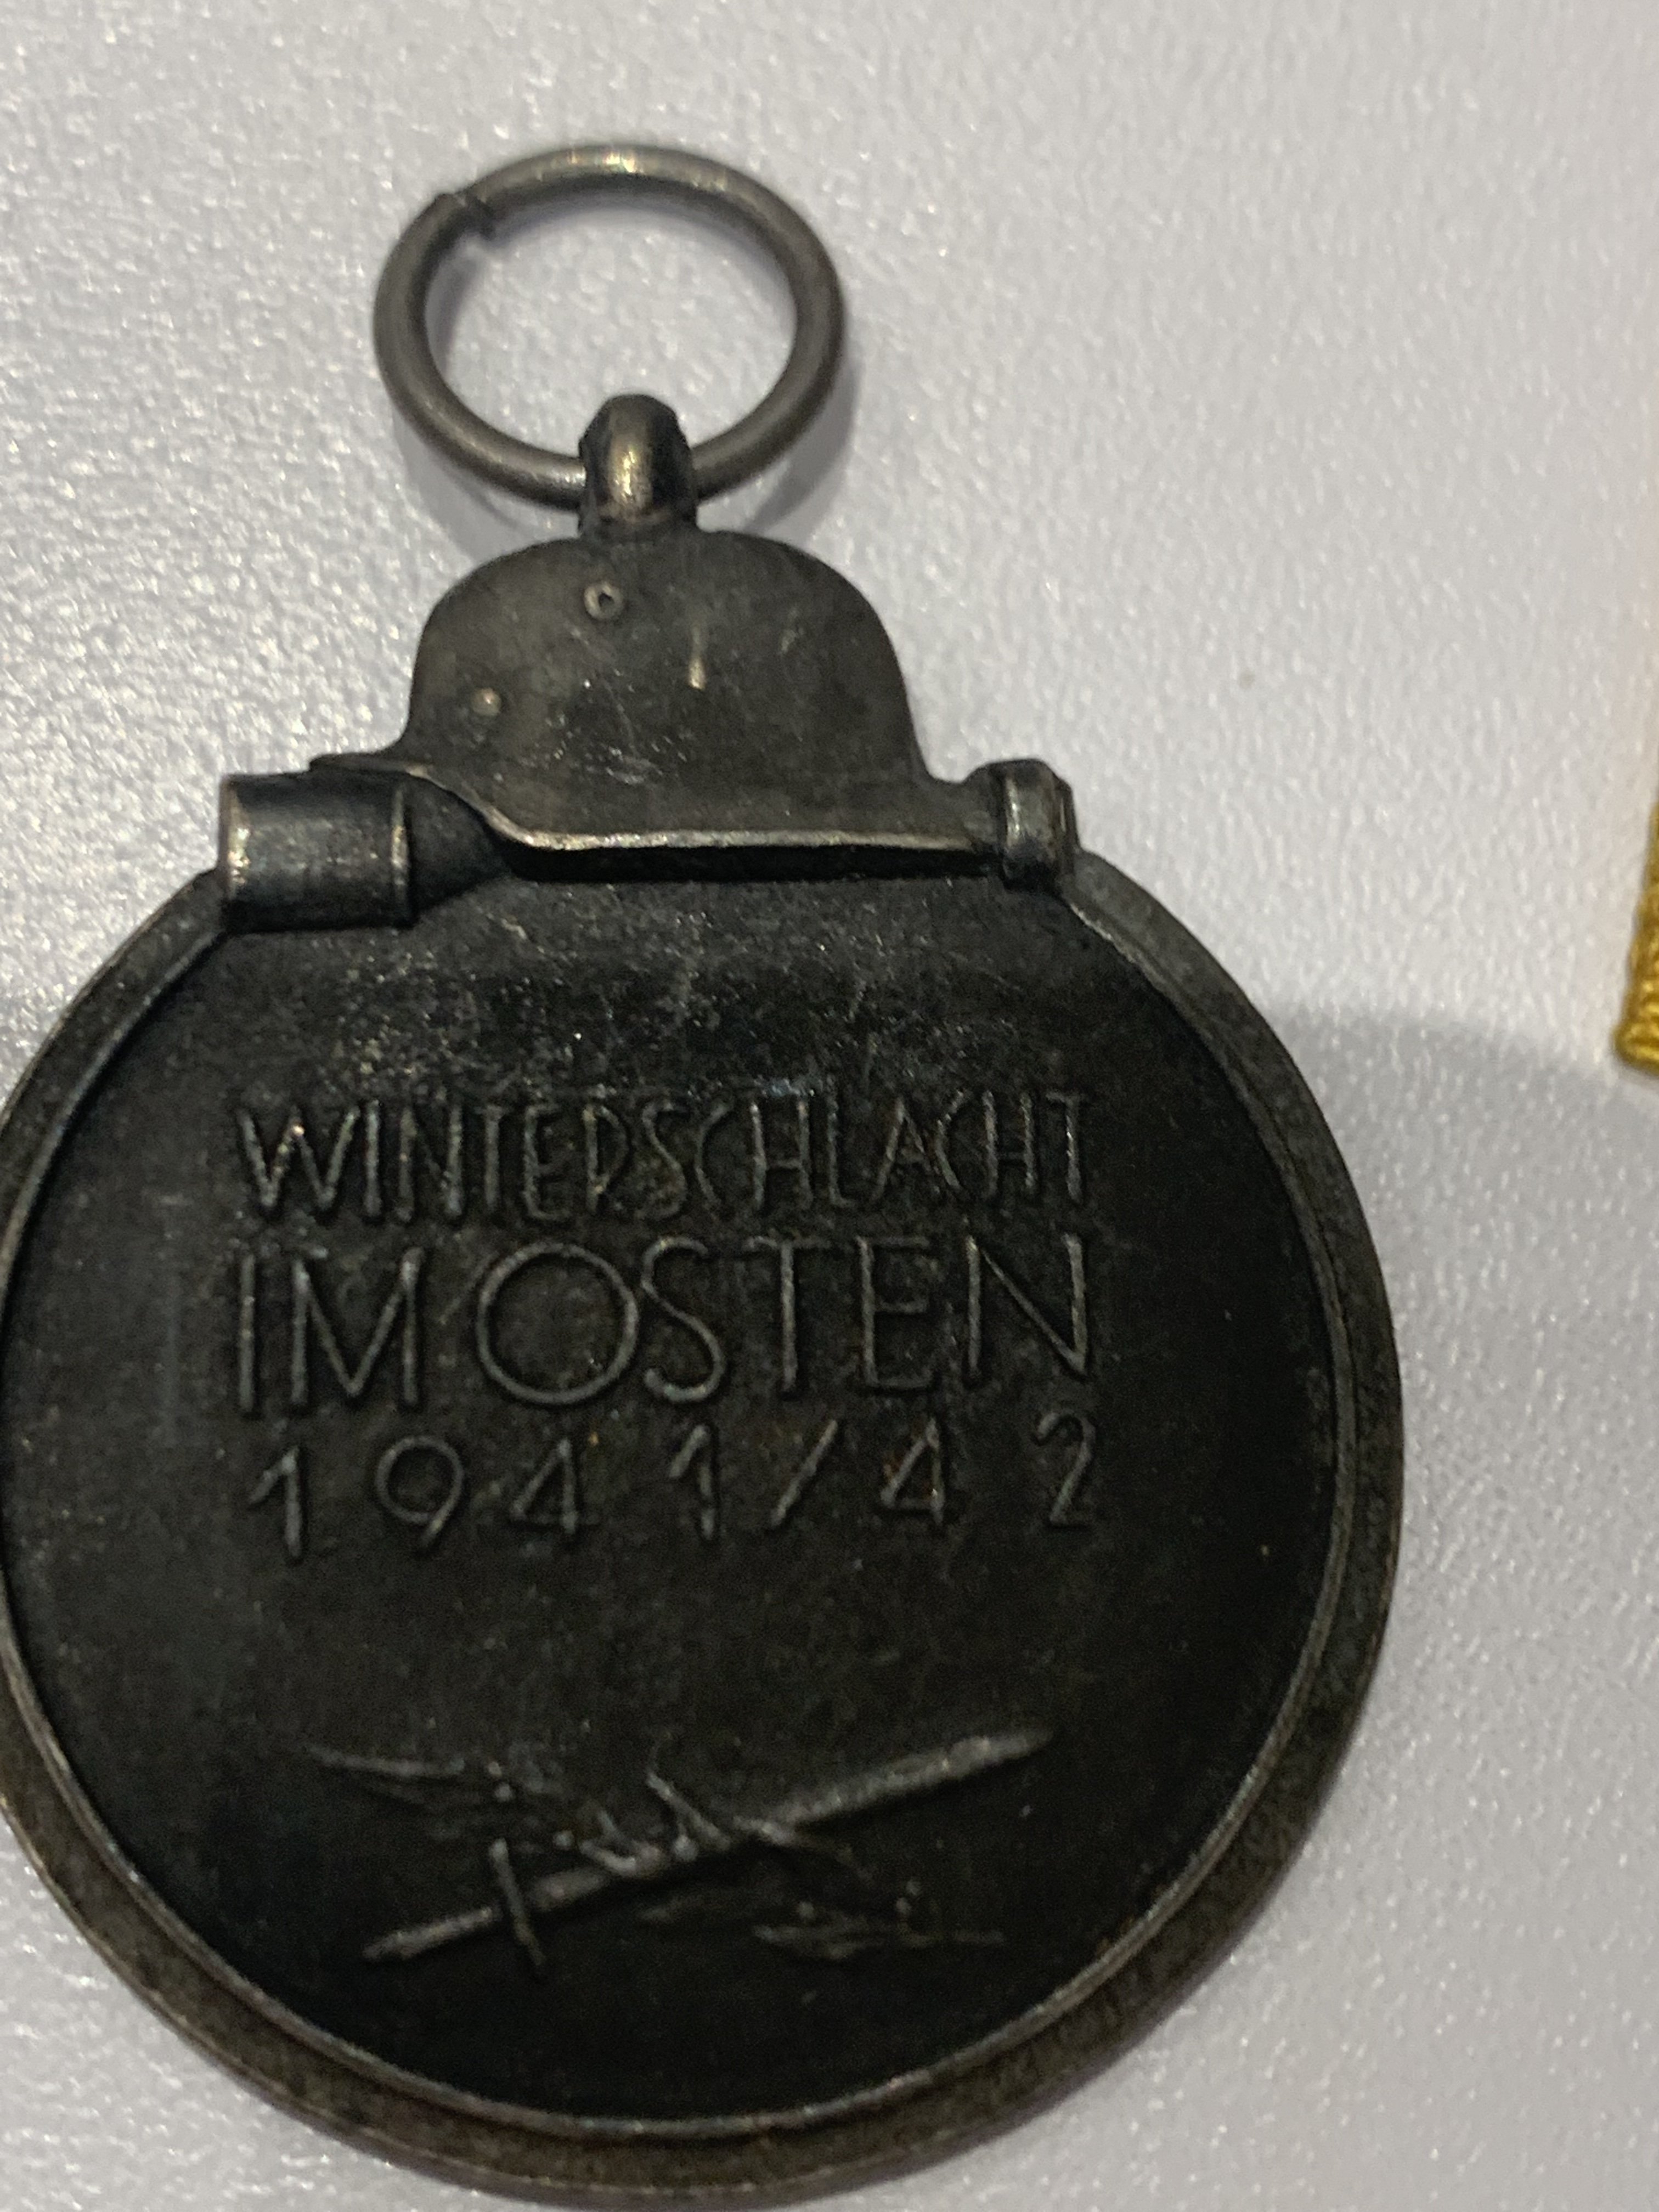 WINTERSCHLACHT
IM OSTEN
1941/42